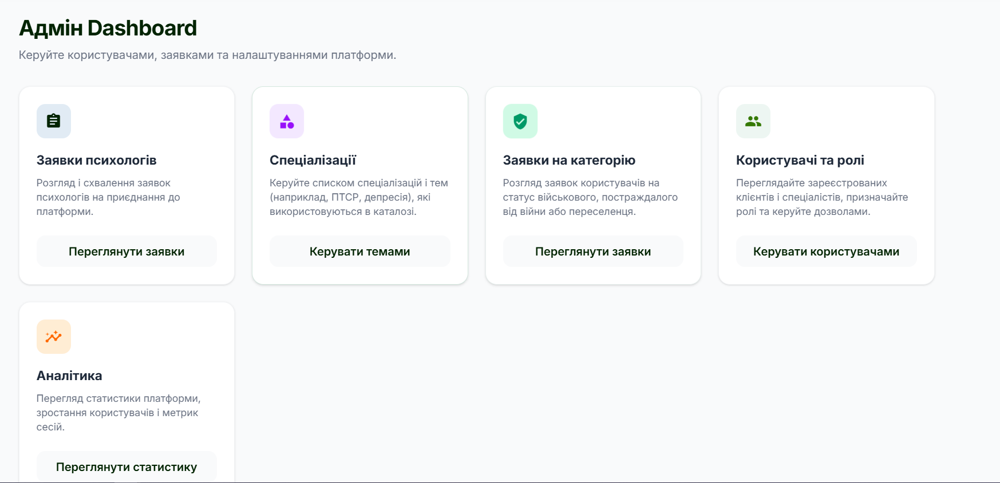 Адмін Dashboard
Керуйте користувачами, заявками та налаштуваннями платформи.
Заявки психологів
Розгляд і схвалення заявок
психологів на приєднання до
платформи.
Переглянути заявки
Спеціалізації
Керуйте списком спеціалізацій і тем
(наприклад, ПТСР, депресія), які
використовуються в каталозі.
Керувати темами
Заявки на категорію
Розгляд заявок користувачів на
статус військового, постраждалого
від війни або переселенця.
Переглянути заявки
Користувачі та ролі
Переглядайте зареєстрованих
клієнтів і спеціалістів, призначайте
ролі та керуйте дозволами.
Керувати користувачами
Аналітика
Перегляд статистики платформи,
зростання користувачів і метрик
сесій.
Переглянути статистику